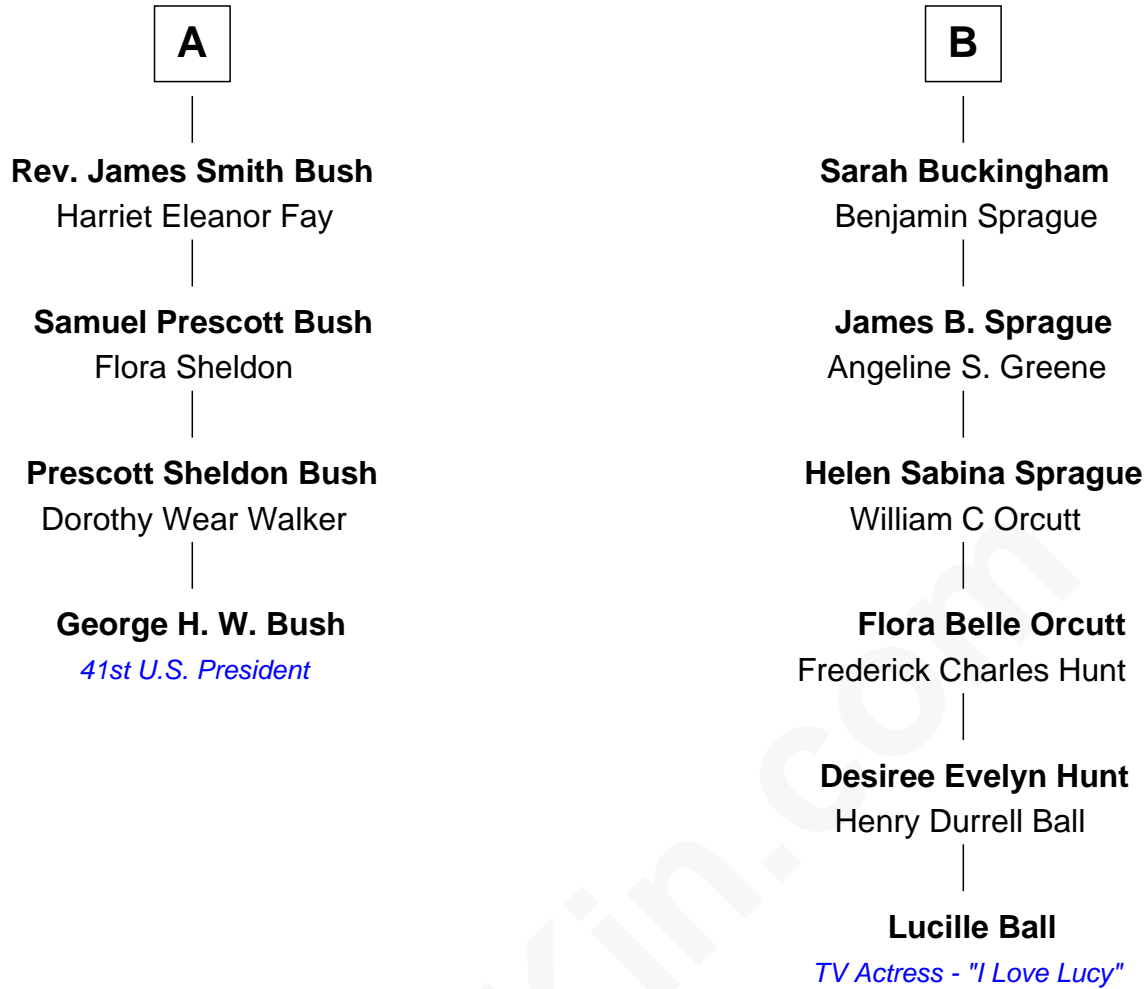 A
Rev. James Smith Bush
Harriet Eleanor Fay
Samuel Prescott Bush
Flora Sheldon
Prescott Sheldon Bush
Dorothy Wear Walker
George H. W. Bush
41st U.S. President
B
Sarah Buckingham
Benjamin Sprague
James B. Sprague
Angeline S. Greene
Helen Sabina Sprague
William C Orcutt
Flora Belle Orcutt
Frederick Charles Hunt
Desiree Evelyn Hunt
Henry Durrell Ball
Lucille Ball
TV Actress - "I Love Lucy"
Kin.com